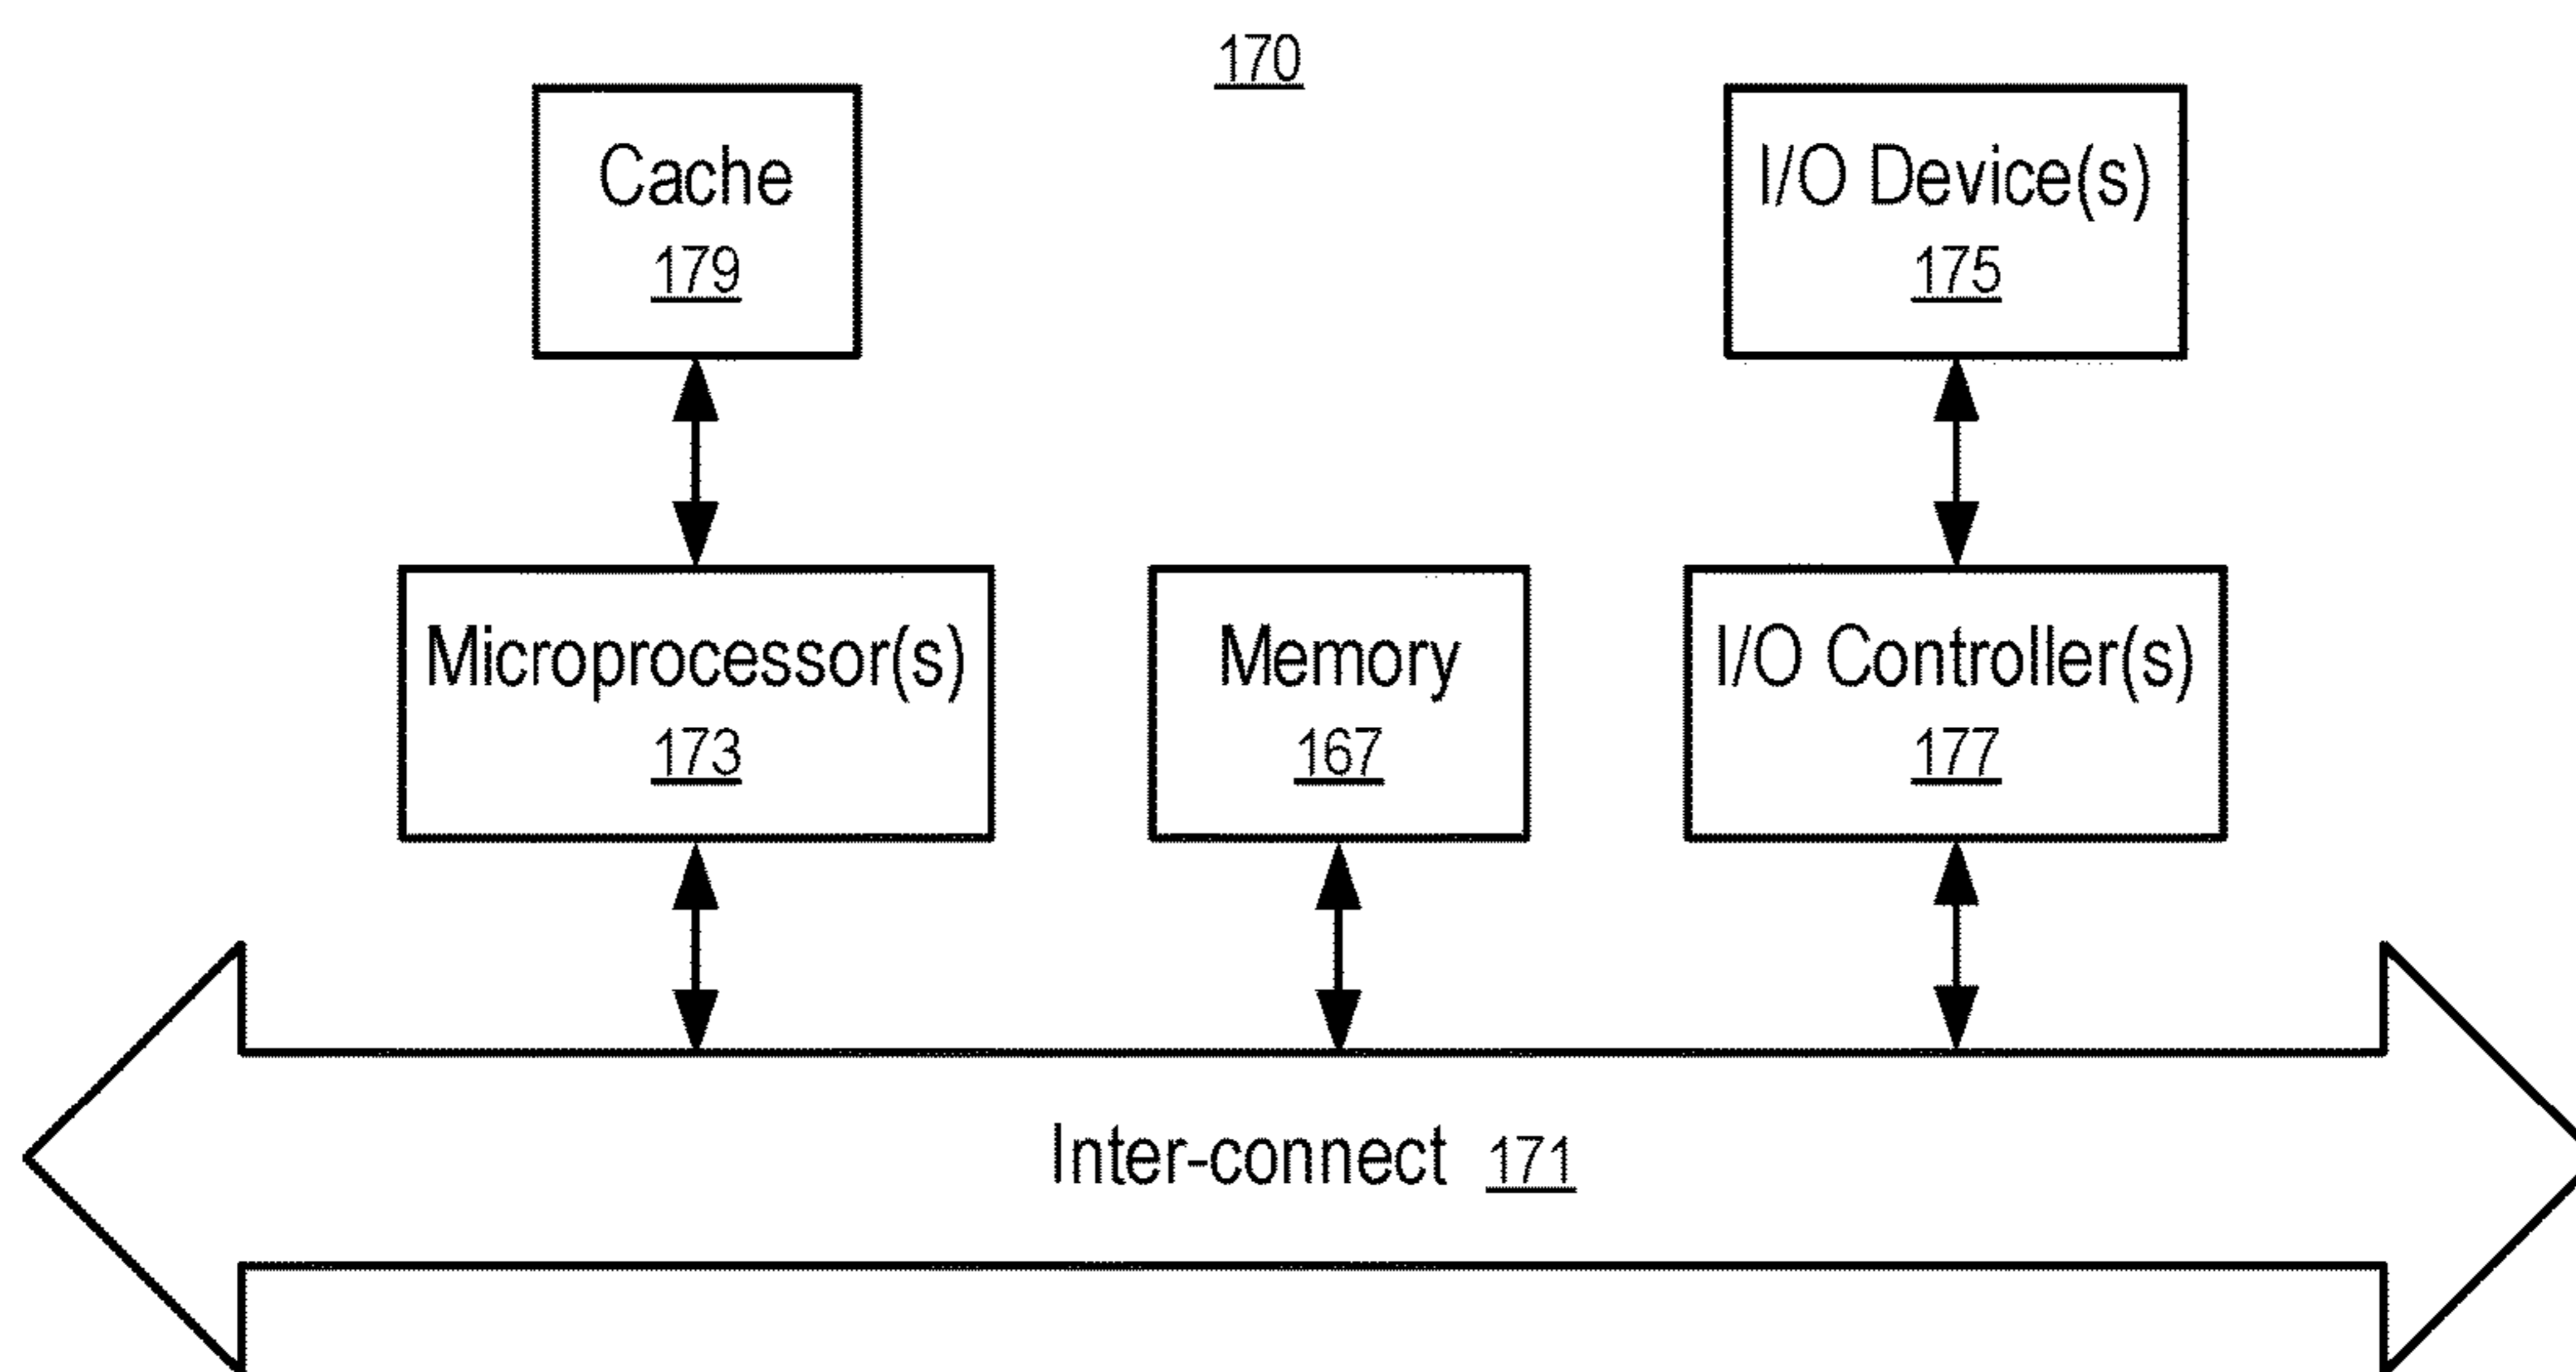 170
Cache
179
I/O Device(s)
175
Microprocessor(s)
173
Memory
167
I/O Controller(s)
177
Inter-connect 171